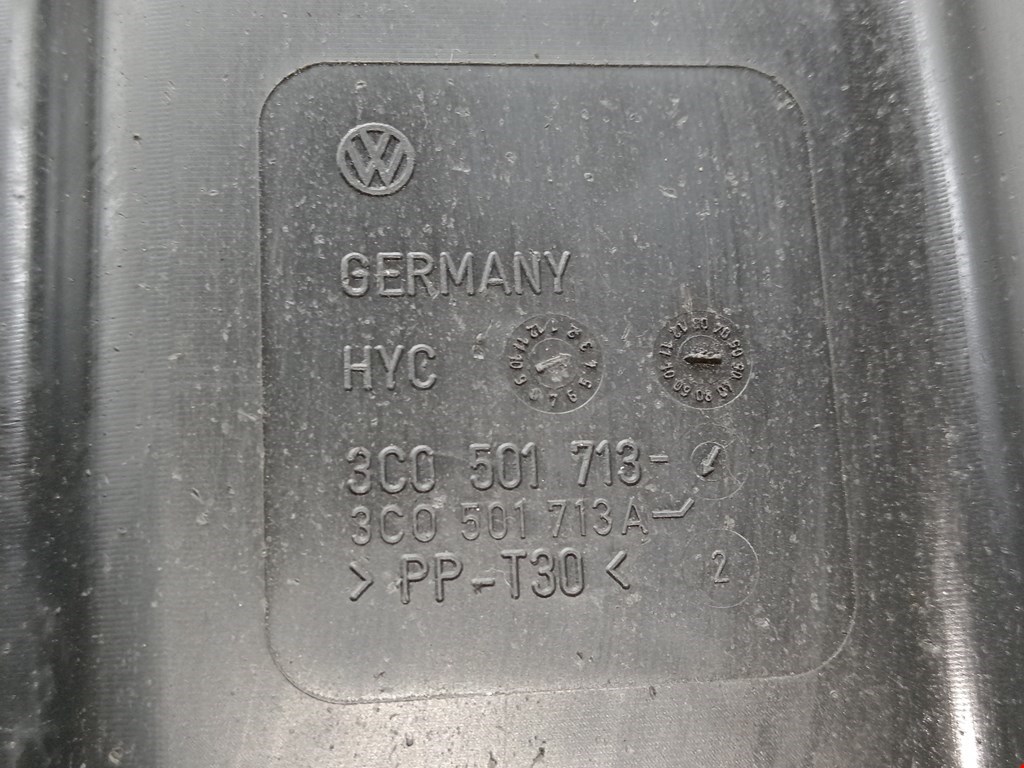 GERMANY
HYC
3C0 501 713-
3C0 501 713A
> PP-T30 <
2